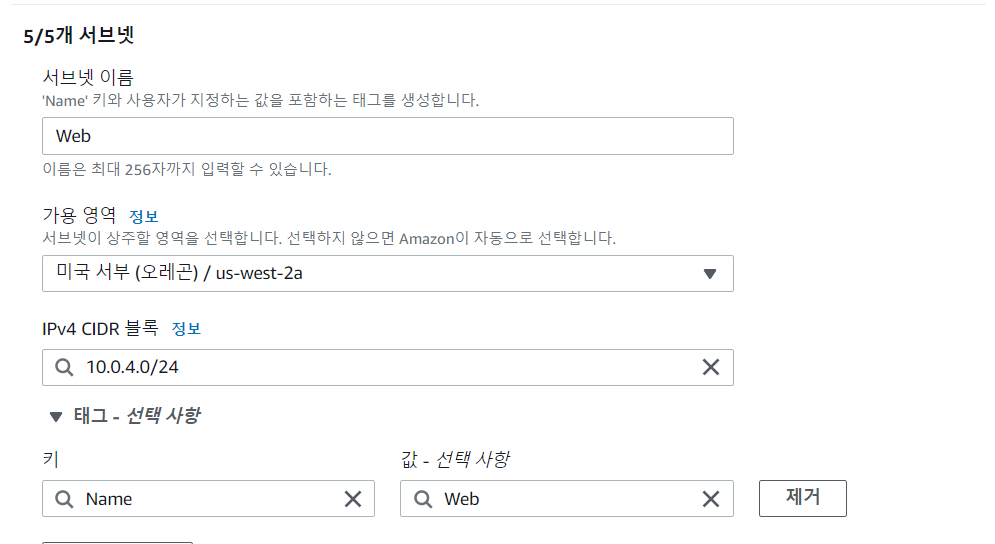 5/5개 서브넷
서브넷 이름
'Name' 키와 사용자가 지정하는 값을 포함하는 태그를 생성합니다.
Web
이름은 최대 256자까지 입력할 수 있습니다.
가용 영역 정보
서브넷이 상주할 영역을 선택합니다. 선택하지 않으면 Amazon이 자동으로 선택합니다.
미국 서부 (오레곤) / us-west-2a
IPv4 CIDR 블록 정보
10.0.4.0/24
태그 - 선택 사항
키 값 - 선택 사항
Name Web 제거